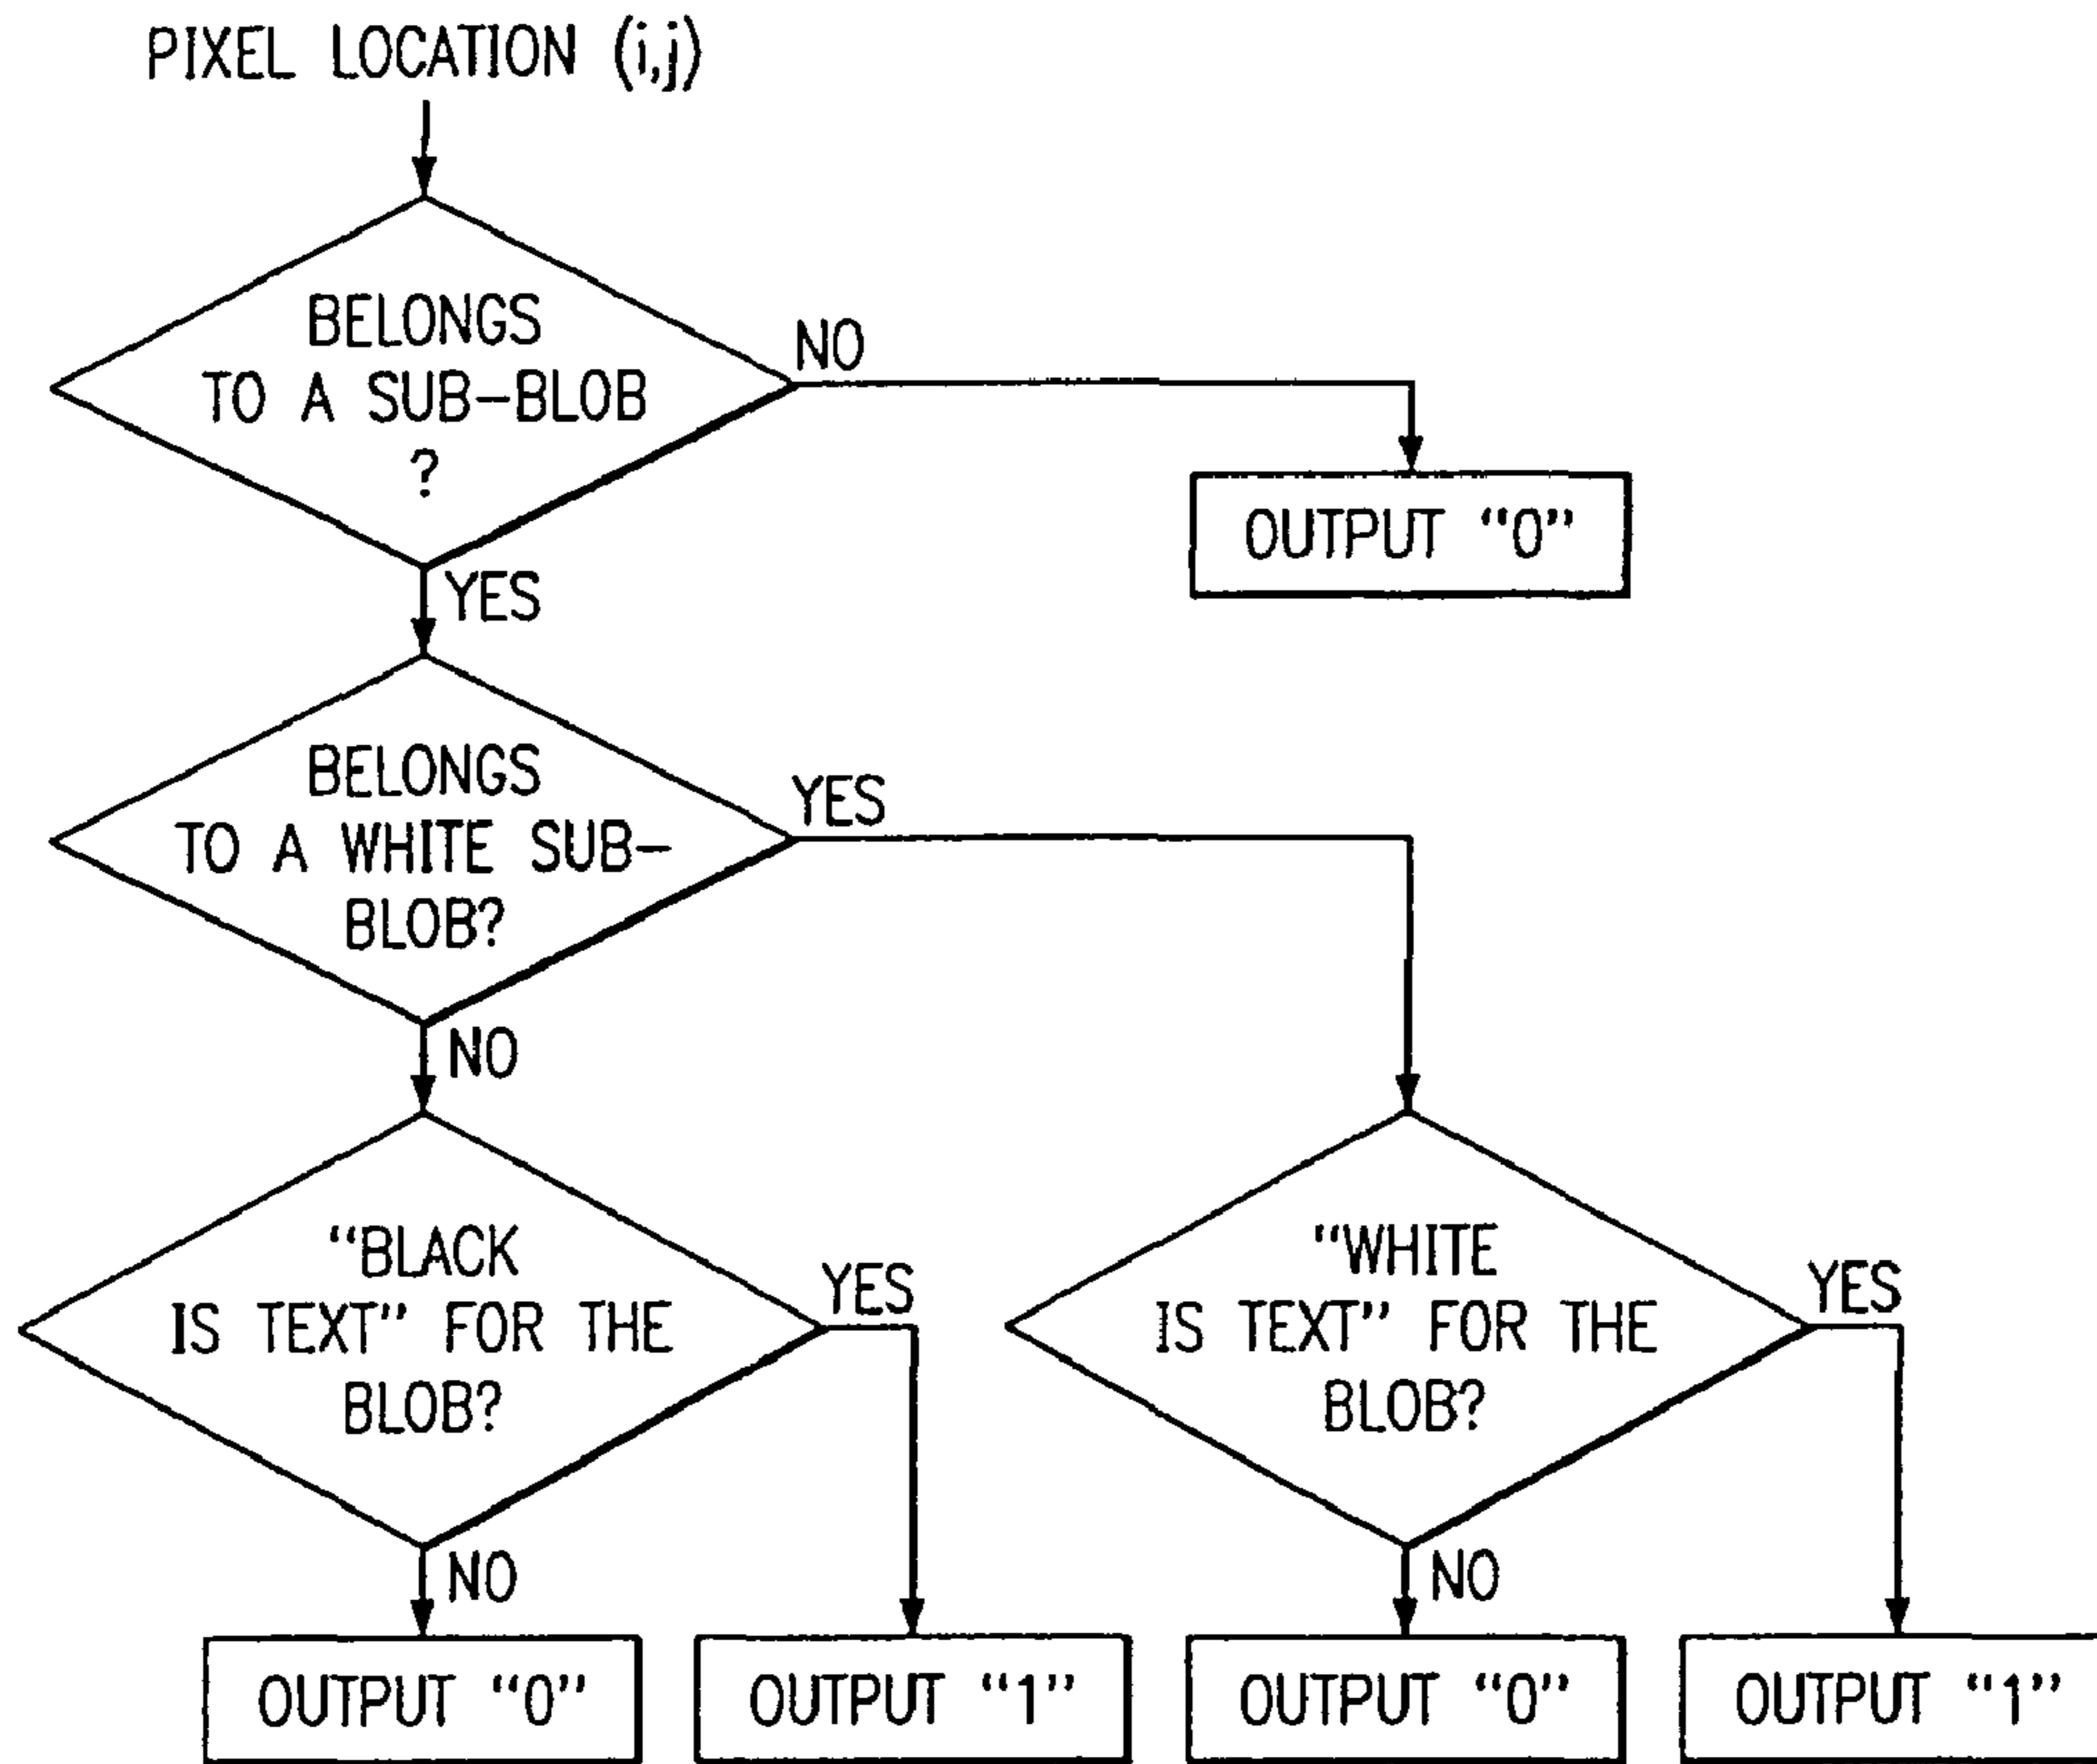 PIXEL LOCATION (i,j)
BELONGS
TO A SUB-BLOB
?
NO
OUTPUT “0”
YES
BELONGS
TO A WHITE SUB-
BLOB?
YES
NO
“BLACK
IS TEXT” FOR THE
BLOB?
YES
NO
“WHITE
IS TEXT” FOR THE
BLOB?
YES
NO
OUTPUT “0”
OUTPUT “1”
OUTPUT “0”
OUTPUT “1”